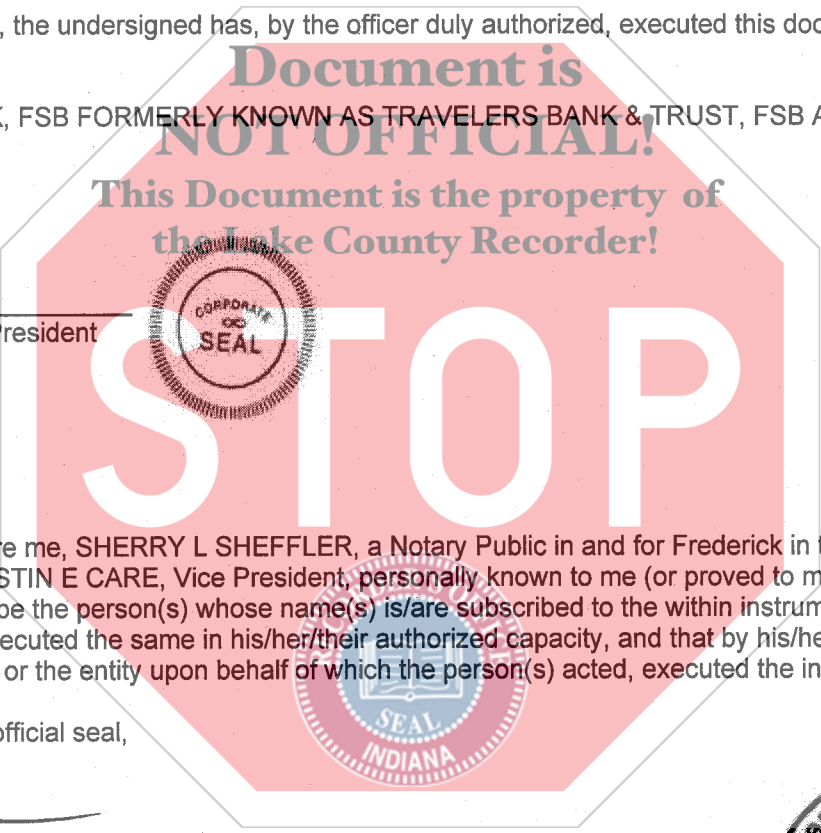 , the undersigned has, by the officer duly authorized, executed this doc
Document is
, FSB FORMERLY KNOWN AS TRAVELERS BANK & TRUST, FSB A
NOT OFFICIAL!
This Document is the property of
the Lake County Recorder!
resident
CORPORATE
SEAL
STOP
re me, SHERRY L SHEFFLER, a Notary Public in and for Frederick in t
STIN E CARE, Vice President, personally known to me (or proved to m
be the person(s) whose name(s) is/are subscribed to the within instrum
ecuted the same in his/her/their authorized capacity, and that by his/he
or the entity upon behalf of which the person(s) acted, executed the in
SEAL
INDIANA
official seal,